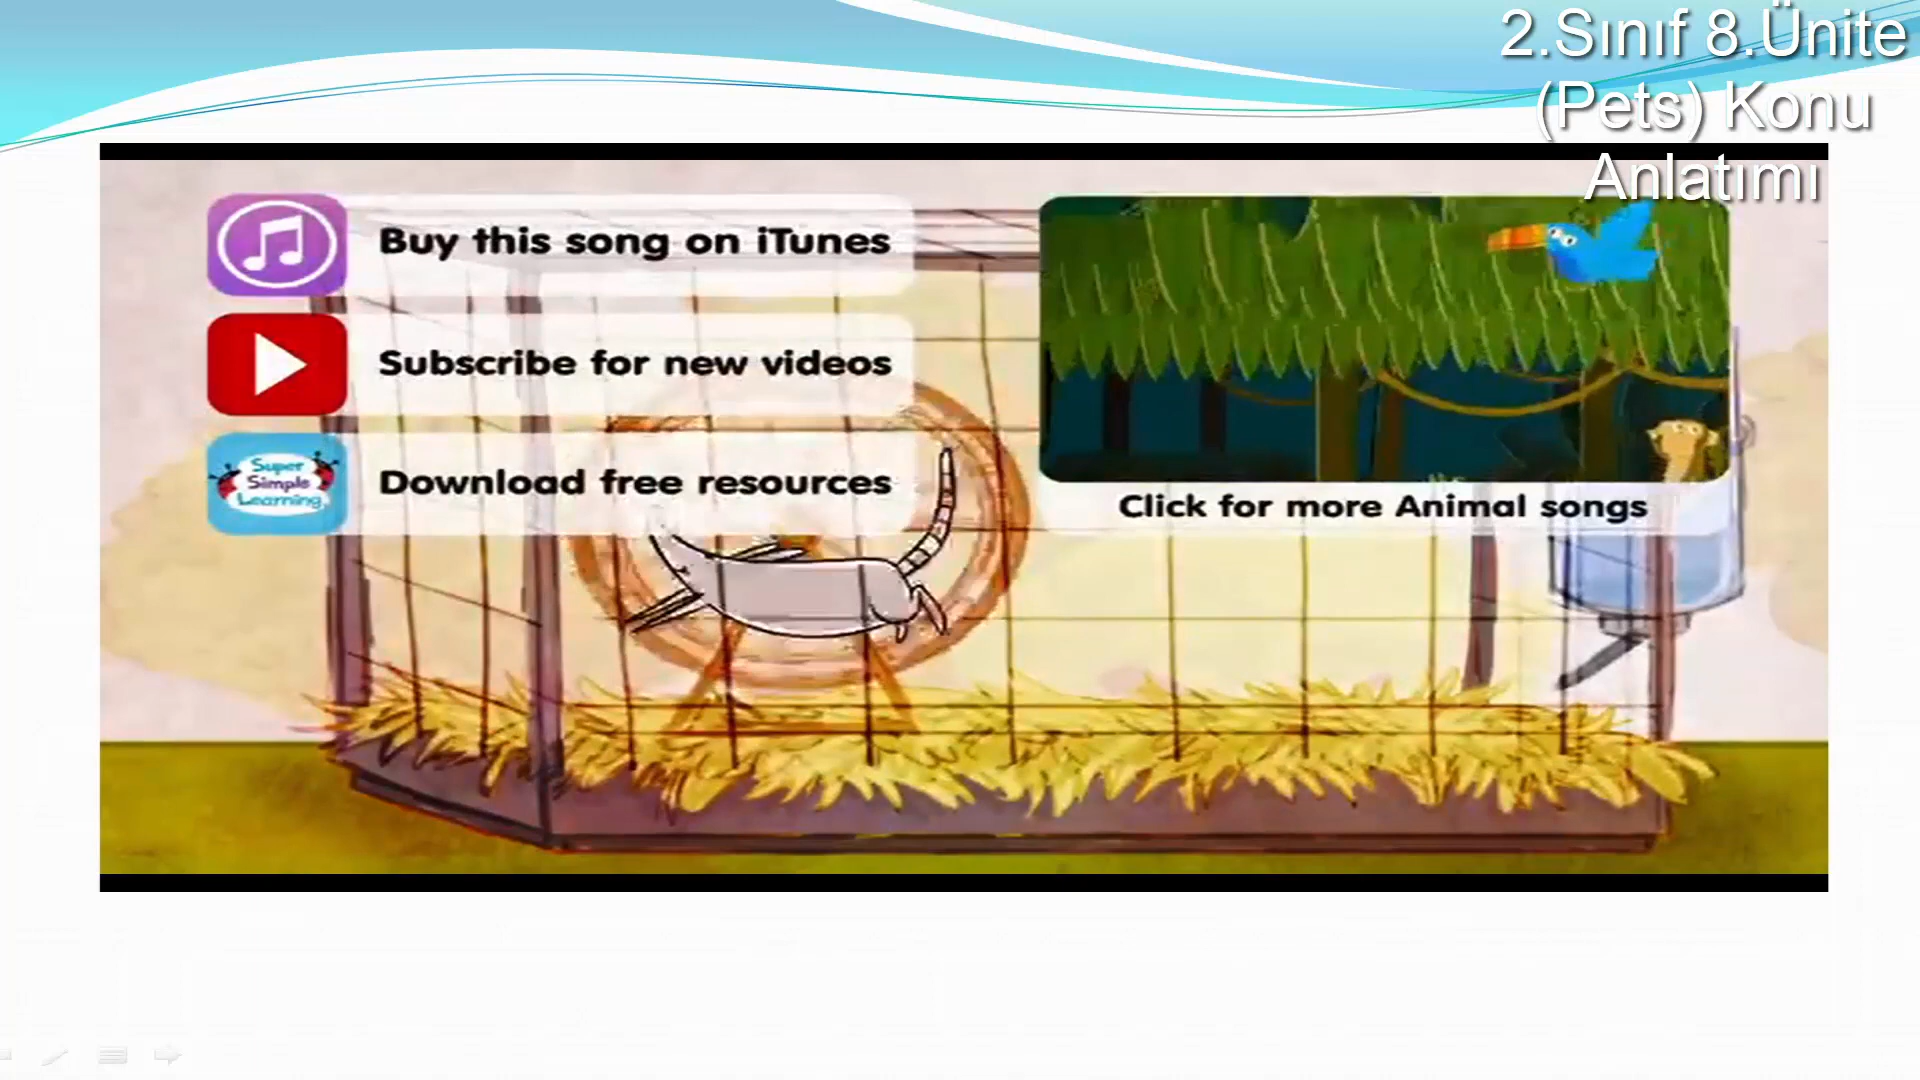 2.Sınıf 8.Ünite
(Pets) Konu
Anlatımı
Buy this song on iTunes
Subscribe for new videos
Super
Simple
Learning
Download free resources
Click for more Animal songs